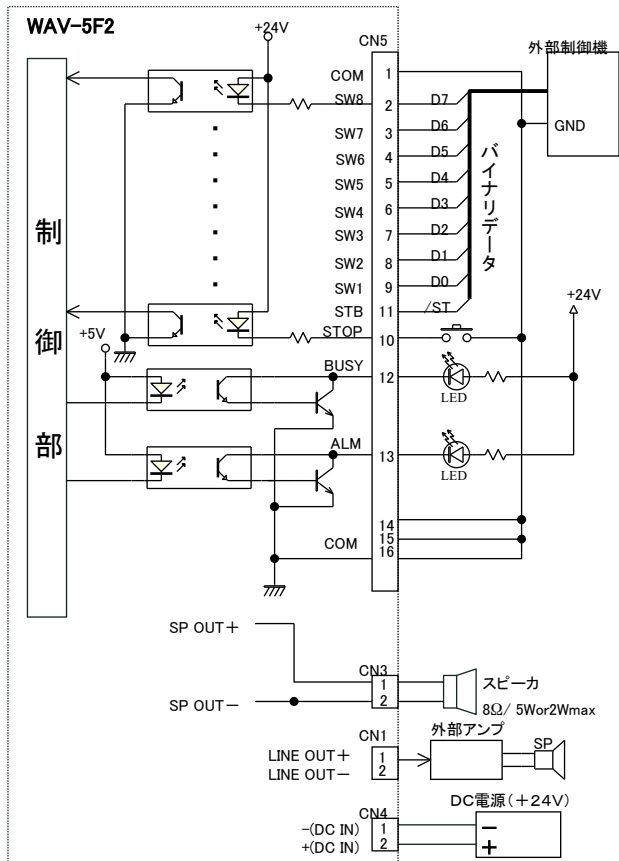 WAV-5F2
+24V
CN5
外部制御機
COM 1
SW8 2 D7
GND
SW7 3 D6
SW6 4 D5
SW5 5 D4
SW4 6 D3
SW3 7 D2
SW2 8 D1
SW1 9 D0
バイナリデータ
STB 11 /ST
+24V
STOP 10
+5V
制御部
BUSY 12
LED
ALM 13
LED
14
15
COM 16
SP OUT+
CN3
1
2
スピーカ
8Ω/ 5Wor2Wmax
SP OUT-
CN1
外部アンプ
SP
LINE OUT+ 1
LINE OUT- 2
CN4
DC電源(+24V)
-(DC IN) 1 -
+(DC IN) 2 +